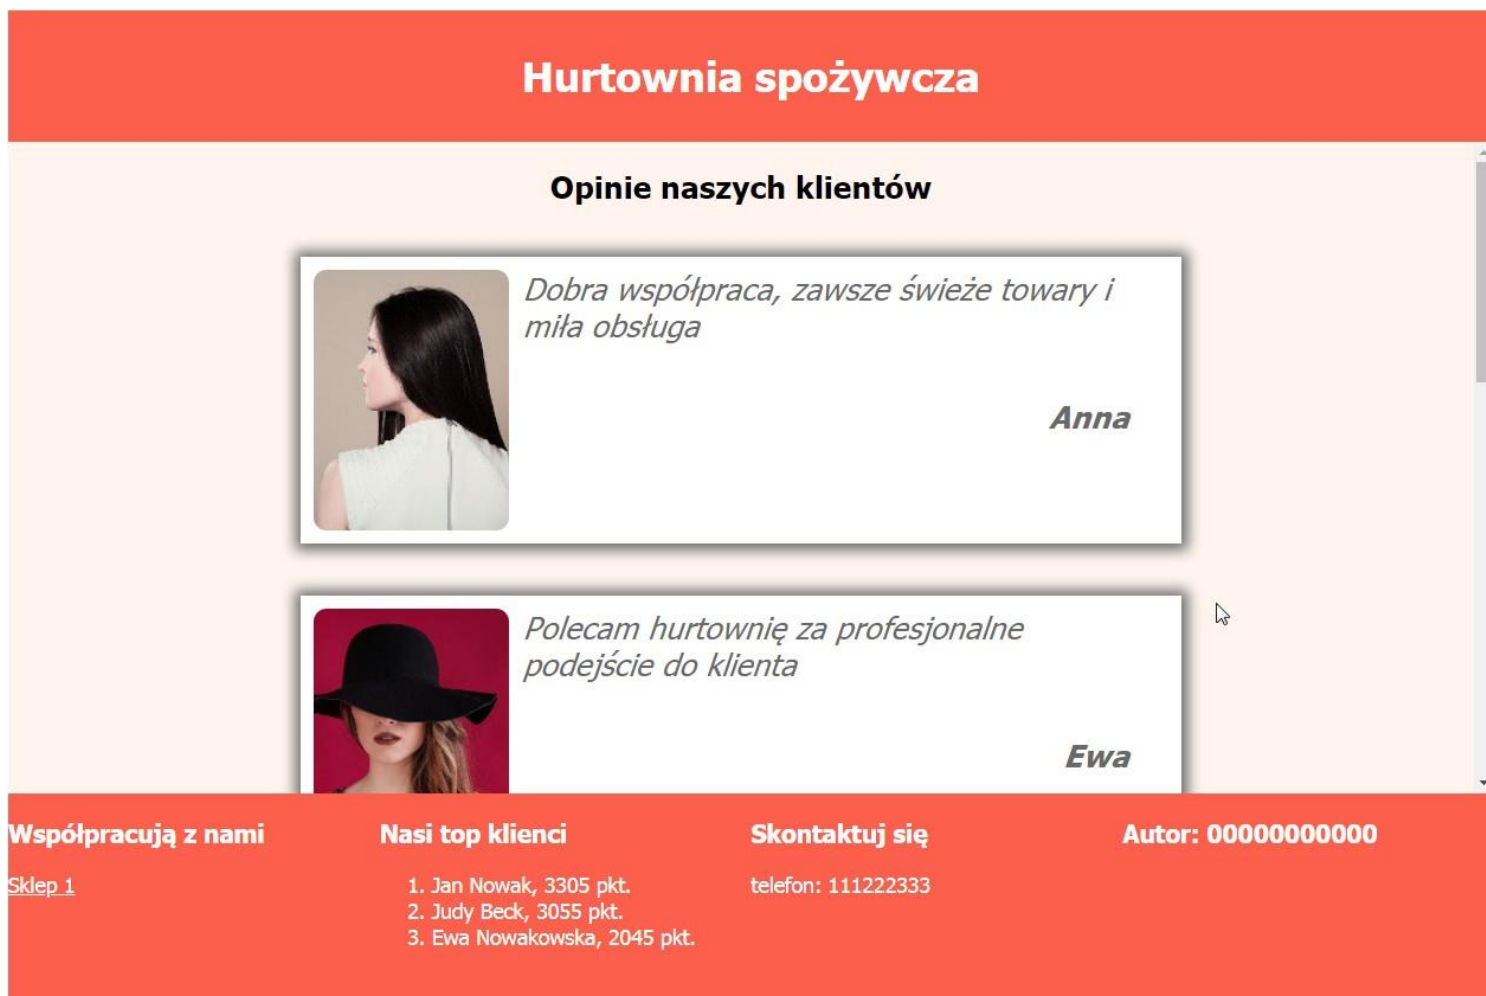 Hurtownia spożywcza
Opinie naszych klientów
Dobra współpraca, zawsze świeże towary i
miła obsługa
Anna
Polecam hurtownię za profesjonalne
podejście do klienta
Ewa
Współpracują z nami
Sklep 1
Nasi top klienci
1. Jan Nowak, 3305 pkt.
2. Judy Beck, 3055 pkt.
3. Ewa Nowakowska, 2045 pkt.
Skontaktuj się
telefon: 111222333
Autor: 00000000000